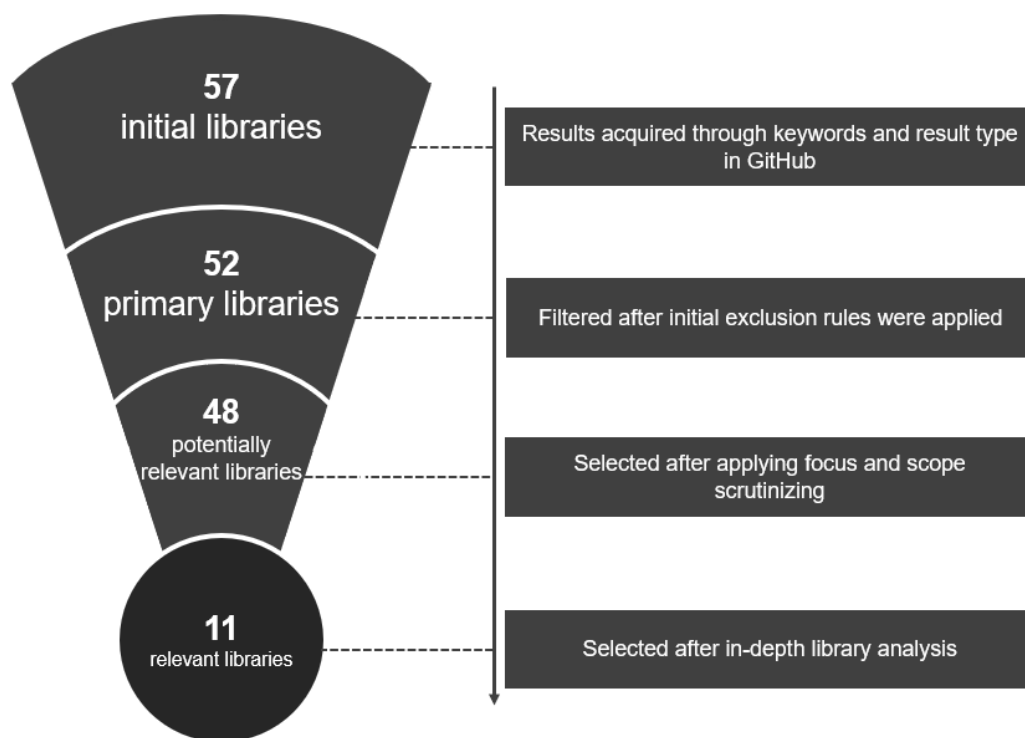 57
initial libraries
Results acquired through keywords and result type
in GitHub
52
primary libraries
Filtered after initial exclusion rules were applied
48
potentially
relevant libraries
Selected after applying focus and scope
scrutinizing
11
relevant libraries
Selected after in-depth library analysis